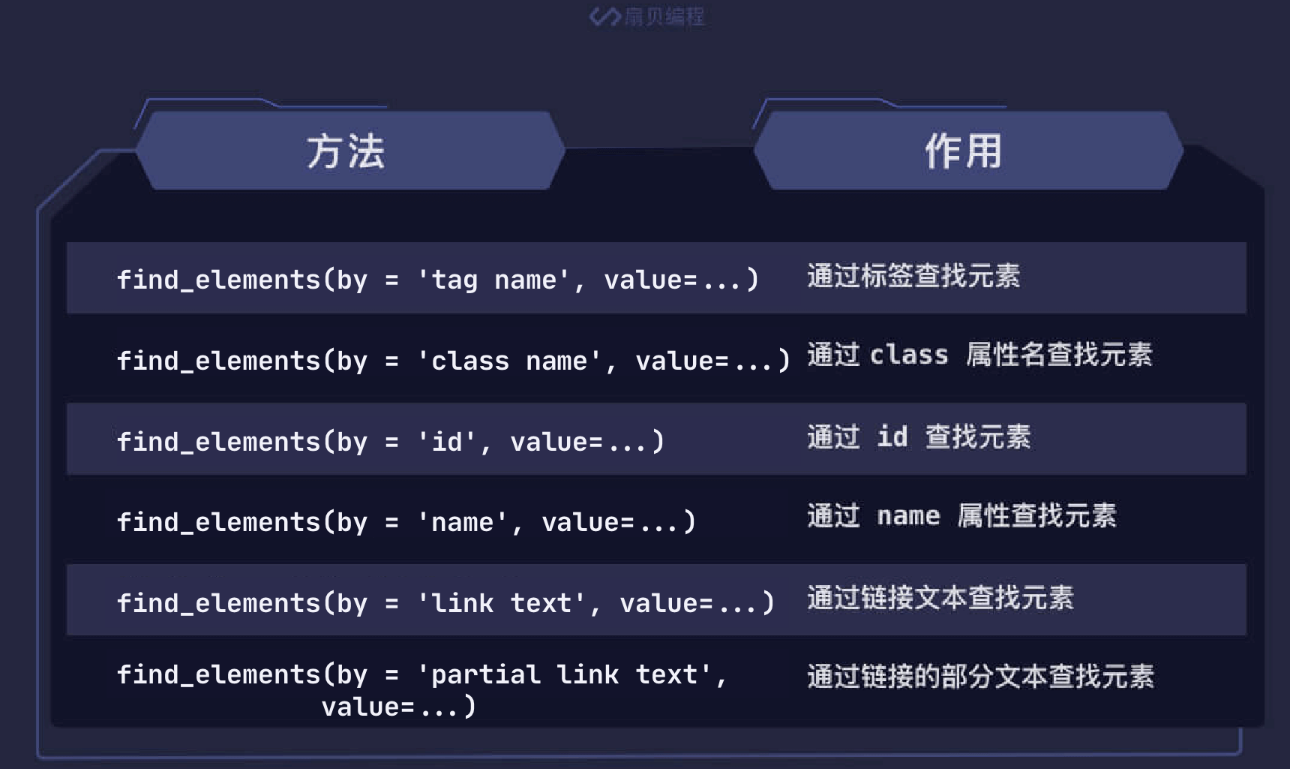 扇贝编程
方法 作用
find_elements(by = 'tag name', value=...) 通过标签查找元素
find_elements(by = 'class name', value=...) 通过 class 属性名查找元素
find_elements(by = 'id', value=...) 通过 id 查找元素
find_elements(by = 'name', value=...) 通过 name 属性查找元素
find_elements(by = 'link text', value=...) 通过链接文本查找元素
find_elements(by = 'partial link text', 通过链接的部分文本查找元素
value=...)